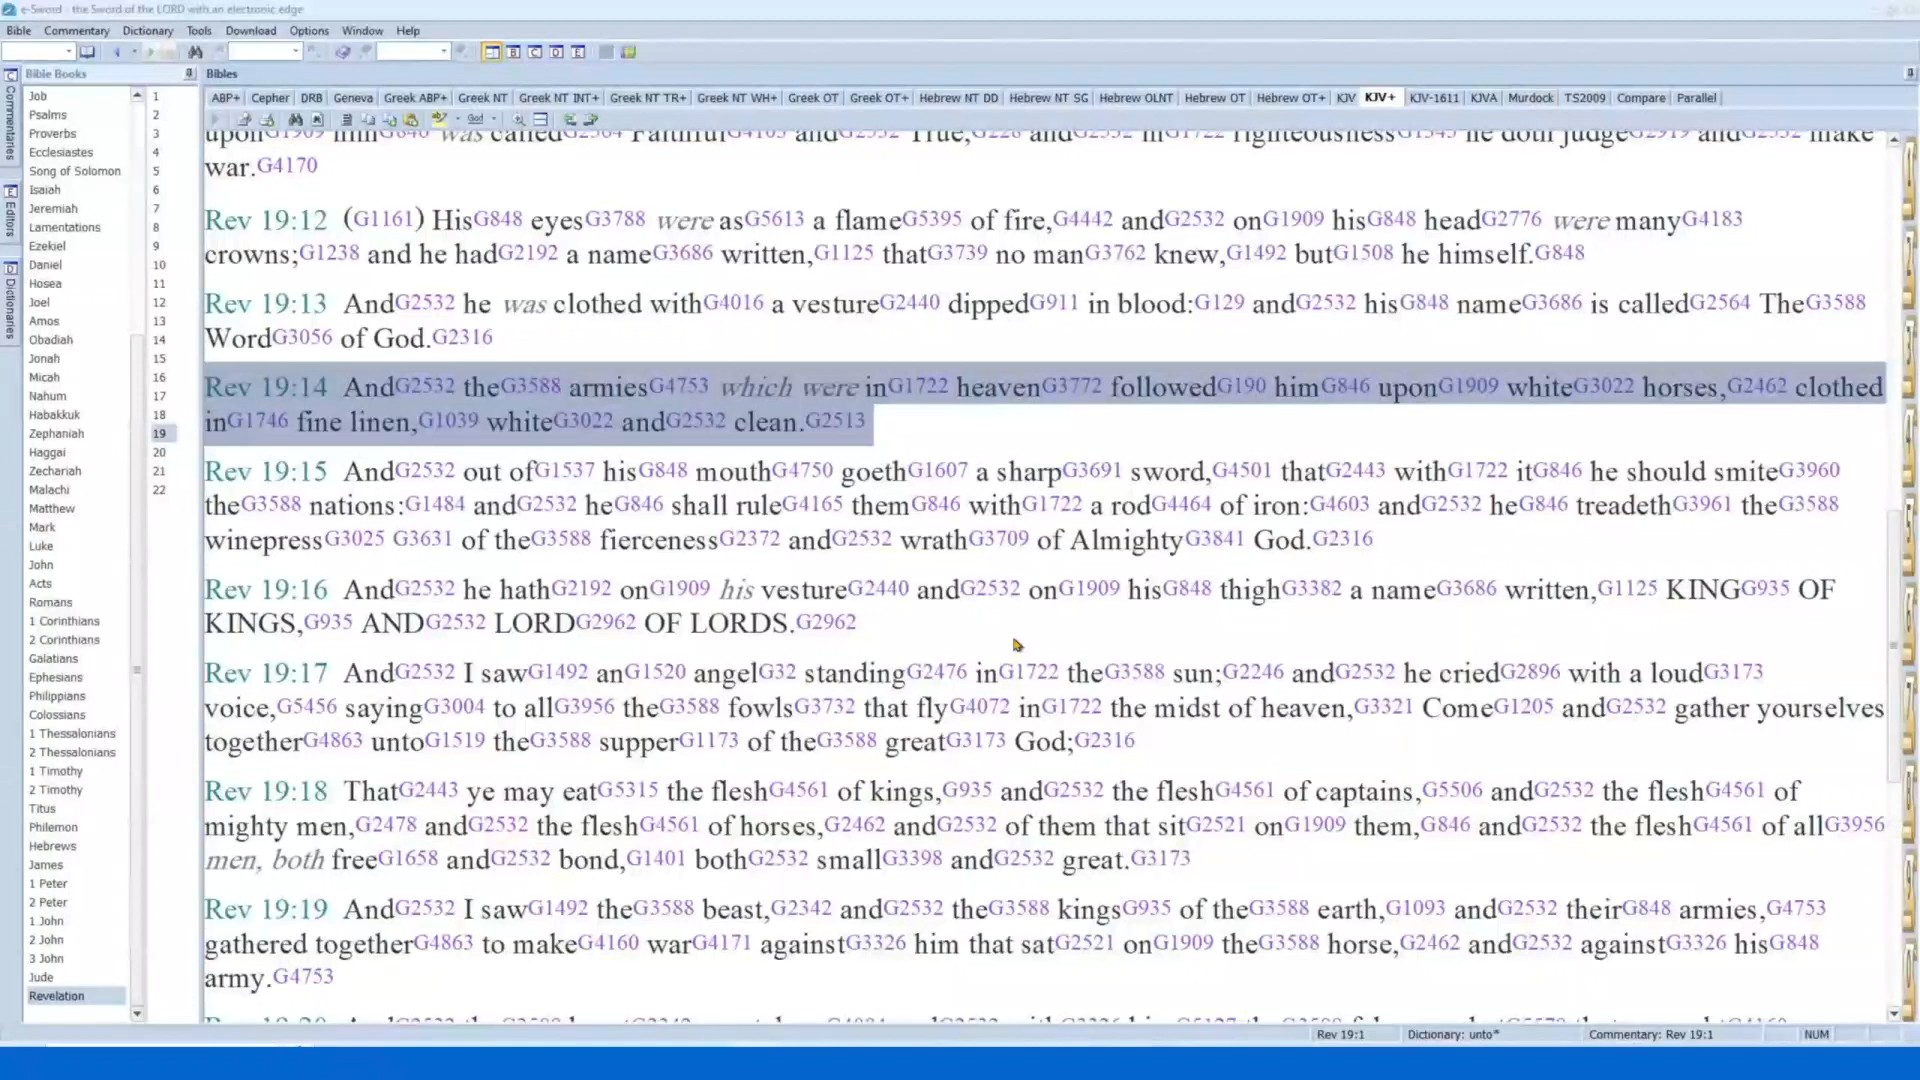 e-Sword - the Sword of the LORD with an electronic edge
Bible Commentary Dictionary Tools Download Options Window Help
Bible Books
Bibles
ABP+ Cepher DRB Geneva Greek ABP+ Greek NT Greek NT INT+ Greek NT TR+ Greek NT WH+ Greek OT Greek OT+ Hebrew NT DD Hebrew NT SG Hebrew OLNT Hebrew OT Hebrew OT+ KJV KJV+ KJV-1611 KJVA Murdock TS2009 Compare Parallel
Commentaries
Editors
Dictionaries
Job
Psalms
Proverbs
Ecclesiastes
Song of Solomon
Isaiah
Jeremiah
Lamentations
Ezekiel
Daniel
Hosea
Joel
Amos
Obadiah
Jonah
Micah
Nahum
Habakkuk
Zephaniah
Haggai
Zechariah
Malachi
Matthew
Mark
Luke
John
Acts
Romans
1 Corinthians
2 Corinthians
Galatians
Ephesians
Philippians
Colossians
1 Thessalonians
2 Thessalonians
1 Timothy
2 Timothy
Titus
Philemon
Hebrews
James
1 Peter
2 Peter
1 John
2 John
3 John
Jude
Revelation
1
2
3
4
5
6
7
8
9
10
11
12
13
14
15
16
17
18
19
20
21
22
God
upon him was called Faithful and True, and in righteousness he doth judge and make
war.G4170
Rev 19:12 (G1161) HisG848 eyesG3788 were asG5613 a flameG5395 of fire,G4442 andG2532 onG1909 hisG848 headG2776 were manyG4183
crowns;G1238 and he hadG2192 a nameG3686 written,G1125 thatG3739 no manG3762 knew,G1492 butG1508 he himself.G848
Rev 19:13 AndG2532 he was clothed withG4016 a vestureG2440 dippedG911 in blood:G129 andG2532 hisG848 nameG3686 is calledG2564 TheG3588
WordG3056 of God.G2316
Rev 19:14 AndG2532 theG3588 armiesG4753 which were inG1722 heavenG3772 followedG190 himG846 uponG1909 whiteG3022 horses,G2462 clothed
inG1746 fine linen,G1039 whiteG3022 andG2532 clean.G2513
Rev 19:15 AndG2532 out ofG1537 hisG848 mouthG4750 goethG1607 a sharpG3691 sword,G4501 thatG2443 withG1722 itG846 he should smiteG3960
theG3588 nations:G1484 andG2532 heG846 shall ruleG4165 themG846 withG1722 a rodG4464 of iron:G4603 andG2532 heG846 treadethG3961 theG3588
winepressG3025 G3631 of theG3588 fiercenessG2372 andG2532 wrathG3709 of AlmightyG3841 God.G2316
Rev 19:16 AndG2532 he hathG2192 onG1909 his vestureG2440 andG2532 onG1909 hisG848 thighG3382 a nameG3686 written,G1125 KINGG935 OF
KINGS,G935 ANDG2532 LORDG2962 OF LORDS.G2962
Rev 19:17 AndG2532 I sawG1492 anG1520 angelG32 standingG2476 inG1722 theG3588 sun;G2246 andG2532 he criedG2896 with a loudG3173
voice,G5456 sayingG3004 to allG3956 theG3588 fowlsG3732 that flyG4072 inG1722 the midst of heaven,G3321 ComeG1205 andG2532 gather yourselves
togetherG4863 untoG1519 theG3588 supperG1173 of theG3588 greatG3173 God;G2316
Rev 19:18 ThatG2443 ye may eatG5315 the fleshG4561 of kings,G935 andG2532 the fleshG4561 of captains,G5506 andG2532 the fleshG4561 of
mighty men,G2478 andG2532 the fleshG4561 of horses,G2462 andG2532 of them that sitG2521 onG1909 them,G846 andG2532 the fleshG4561 of allG3956
men, both freeG1658 andG2532 bond,G1401 bothG2532 smallG3398 andG2532 great.G3173
Rev 19:19 AndG2532 I sawG1492 theG3588 beast,G2342 andG2532 theG3588 kingsG935 of theG3588 earth,G1093 andG2532 theirG848 armies,G4753
gathered togetherG4863 to makeG4160 warG4171 againstG3326 him that satG2521 onG1909 theG3588 horse,G2462 andG2532 againstG3326 hisG848
army.G4753
Rev 19:1 Dictionary: unto* Commentary: Rev 19:1 NUM